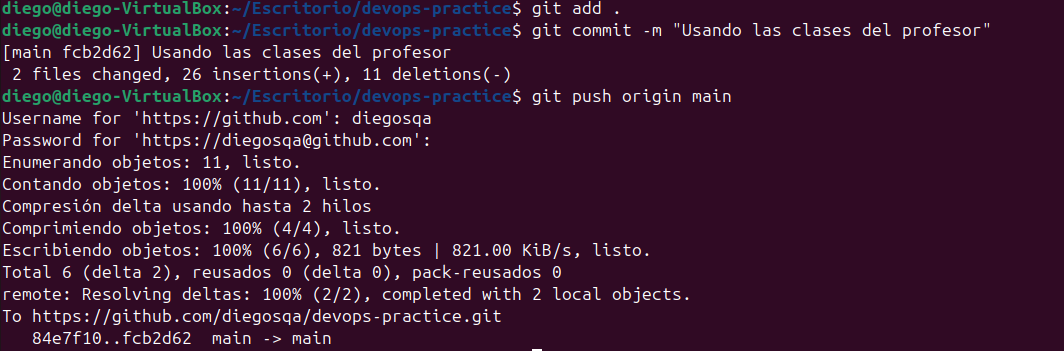 diego@diego-VirtualBox:~/Escritorio/devops-practice$ git add .
diego@diego-VirtualBox:~/Escritorio/devops-practice$ git commit -m "Usando las clases del profesor"
[main fcb2d62] Usando las clases del profesor
 2 files changed, 26 insertions(+), 11 deletions(-)
diego@diego-VirtualBox:~/Escritorio/devops-practice$ git push origin main
Username for 'https://github.com': diegosqa
Password for 'https://diegosqa@github.com':
Enumerando objetos: 11, listo.
Contando objetos: 100% (11/11), listo.
Compresión delta usando hasta 2 hilos
Comprimiendo objetos: 100% (4/4), listo.
Escribiendo objetos: 100% (6/6), 821 bytes | 821.00 KiB/s, listo.
Total 6 (delta 2), reusados 0 (delta 0), pack-reusados 0
remote: Resolving deltas: 100% (2/2), completed with 2 local objects.
To https://github.com/diegosqa/devops-practice.git
   84e7f10..fcb2d62  main -> main